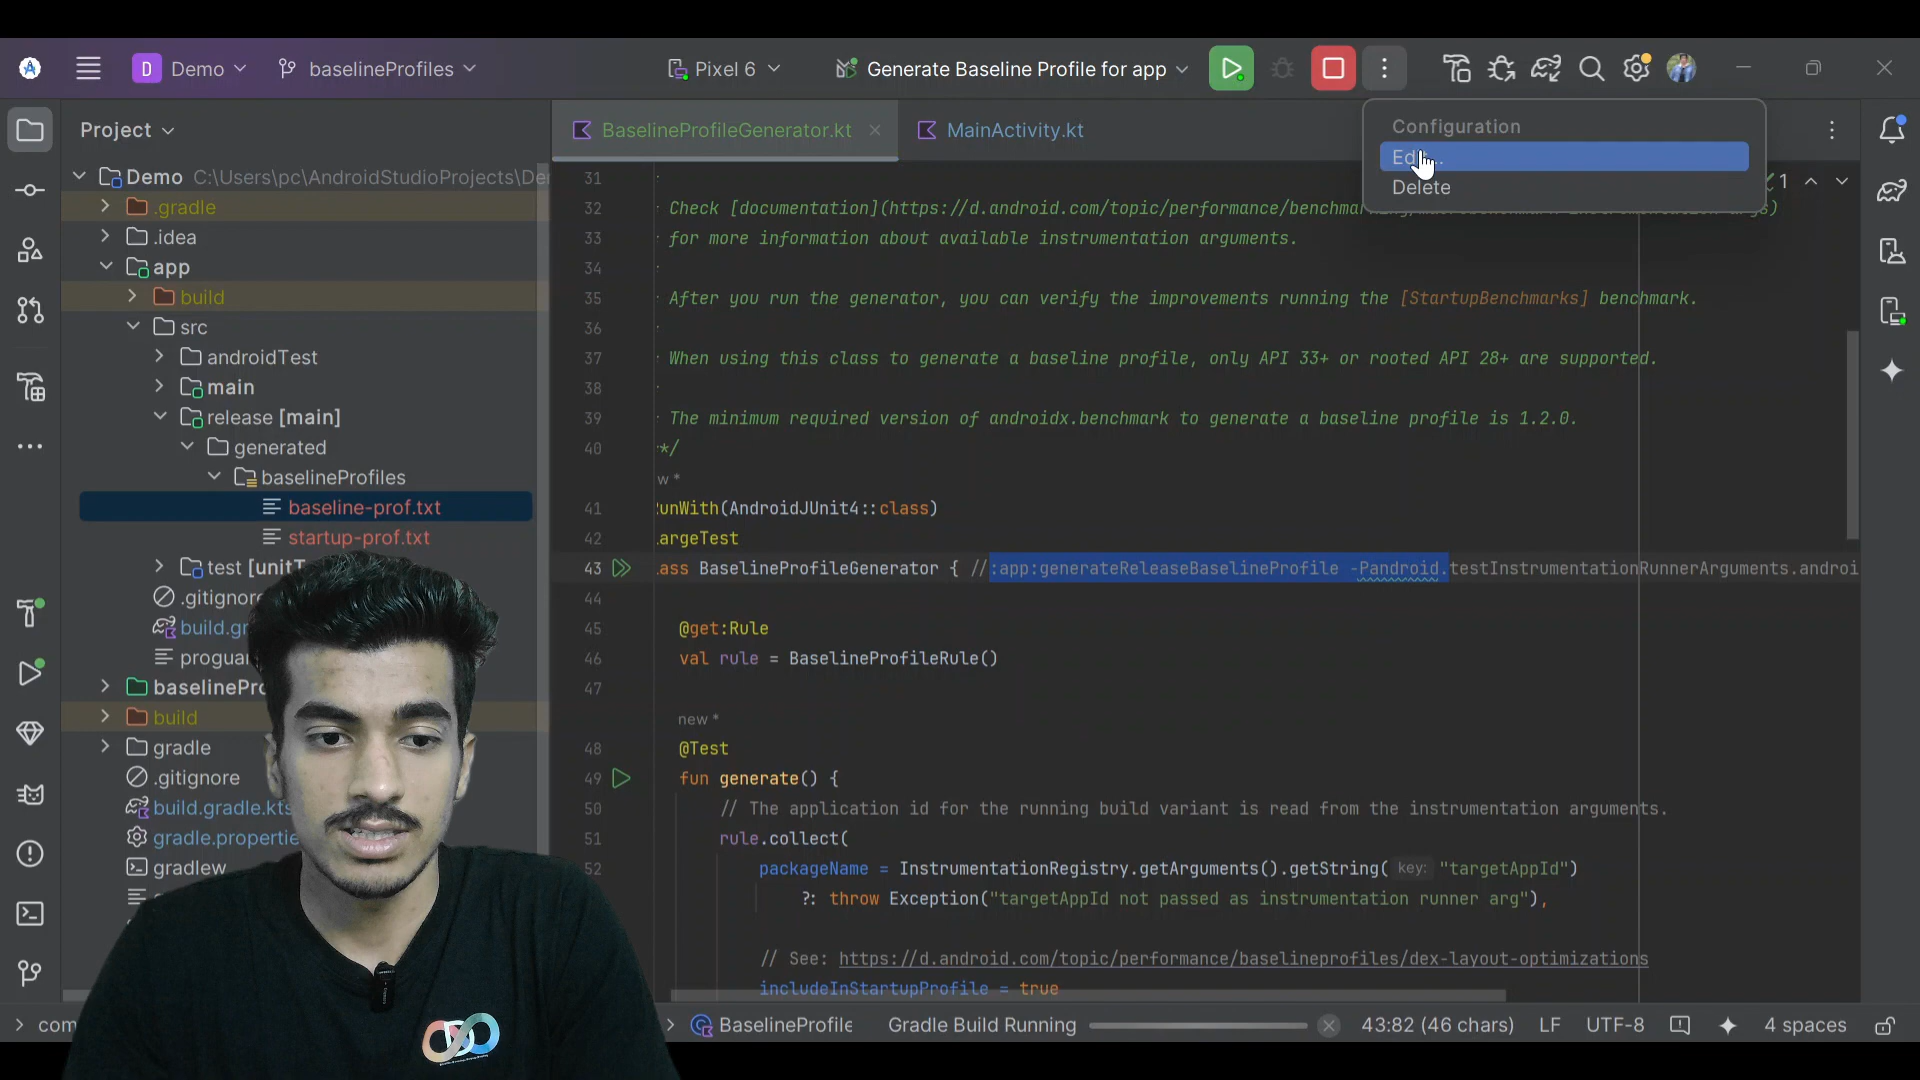 D Demo baselineProfiles Pixel 6 Generate Baseline Profile for app
Project
BaselineProfileGenerator.kt
MainActivity.kt
Configuration
Delete
1
Demo C:\Users\pc\AndroidStudioProjects\De
.gradle
.idea
app
build
src
androidTest
main
release [main]
generated
baselineProfiles
baseline-prof.txt
startup-prof.txt
test
.gitignore
build.gr
proguar
baselinePro
build
gradle
.gitignore
build.gradle.kts
gradle.propertie
gradlew
31
32 Check [documentation](https://d.android.com/topic/performance/benchmar
33 for more information about available instrumentation arguments.
34
35 After you run the generator, you can verify the improvements running the [StartupBenchmarks] benchmark.
36
37 When using this class to generate a baseline profile, only API 33+ or rooted API 28+ are supported.
38
39 The minimum required version of androidx.benchmark to generate a baseline profile is 1.2.0.
40 */
w *
41 unWith(AndroidJUnit4::class)
42 argeTest
43 ass BaselineProfileGenerator { //:app:generateReleaseBaselineProfile -Pandroid.testInstrumentationRunnerArguments.androi
44
45 @get:Rule
46 val rule = BaselineProfileRule()
47
new *
48 @Test
49 fun generate() {
50 // The application id for the running build variant is read from the instrumentation arguments.
51 rule.collect(
52 packageName = InstrumentationRegistry.getArguments().getString( key: "targetAppId")
?: throw Exception("targetAppId not passed as instrumentation runner arg"),
// See: https://d.android.com/topic/performance/baselineprofiles/dex-layout-optimizations
includeInStartupProfile = true
com
BaselineProfile Gradle Build Running 43:82 (46 chars) LF UTF-8 4 spaces